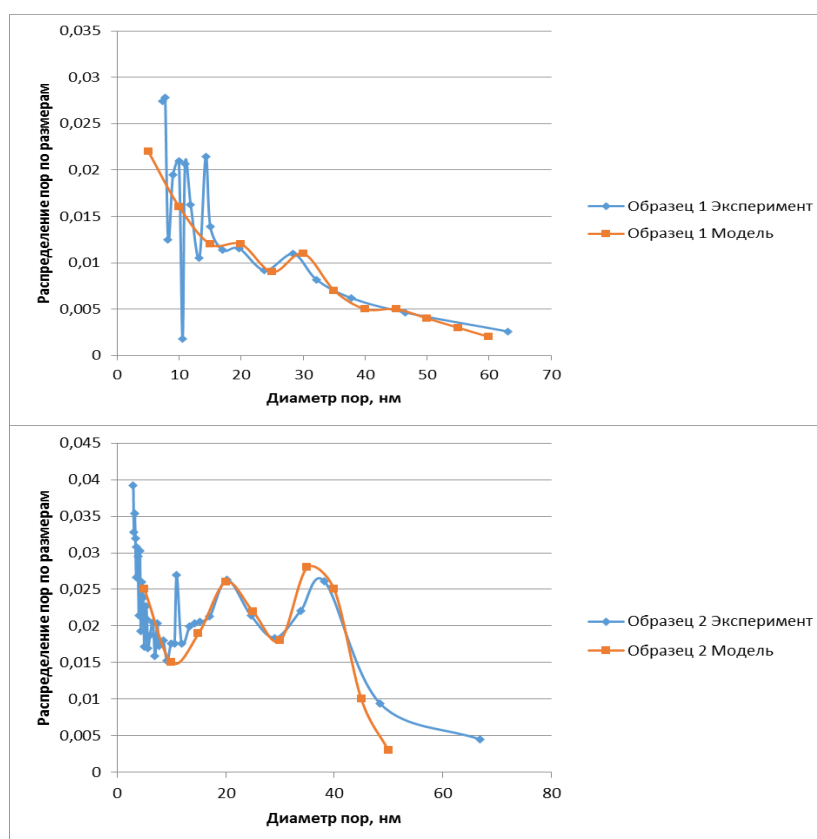 Распределение пор по размерам
0,035
0,03
0,025
0,02
0,015
0,01
0,005
0
0 10 20 30 40 50 60 70
Диаметр пор, нм
Образец 1 Эксперимент
Образец 1 Модель
Распределение пор по размерам
0,045
0,04
0,035
0,03
0,025
0,02
0,015
0,01
0,005
0
0 20 40 60 80
Диаметр пор, нм
Образец 2 Эксперимент
Образец 2 Модель